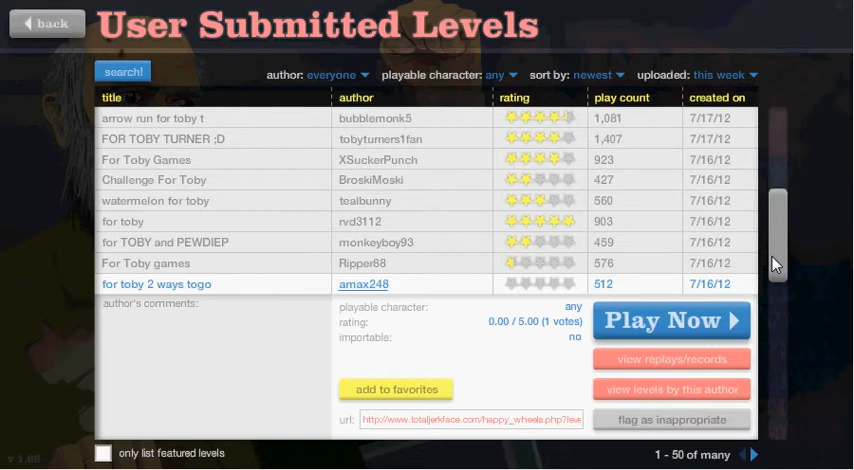 back User Submitted Levels
search! author: everyone playable character: any sort by: newest uploaded: this week
title author rating play count created on
arrow run for toby t bubblemonk5 1,081 7/17/12
FOR TOBY TURNER ;D tobyturners1fan 1,407 7/17/12
For Toby Games XSuckerPunch 923 7/16/12
Challenge For Toby BroskiMoski 427 7/16/12
watermelon for toby tealbunny 560 7/16/12
for toby rvd3112 903 7/16/12
for TOBY and PEWDIEP monkeyboy93 459 7/16/12
For Toby games Ripper68 576 7/16/12
for toby 2 ways togo amax248 512 7/16/12
author's comments: playable character: any
rating: 0.00 / 5.00 (1 votes)
importable: no
Play Now
view replays/records
add to favorites view levels by this author
url: http://www.totaljerkface.com/happy_wheels.php?leve
flag as inappropriate
only list featured levels 1 - 50 of many
v 1.68